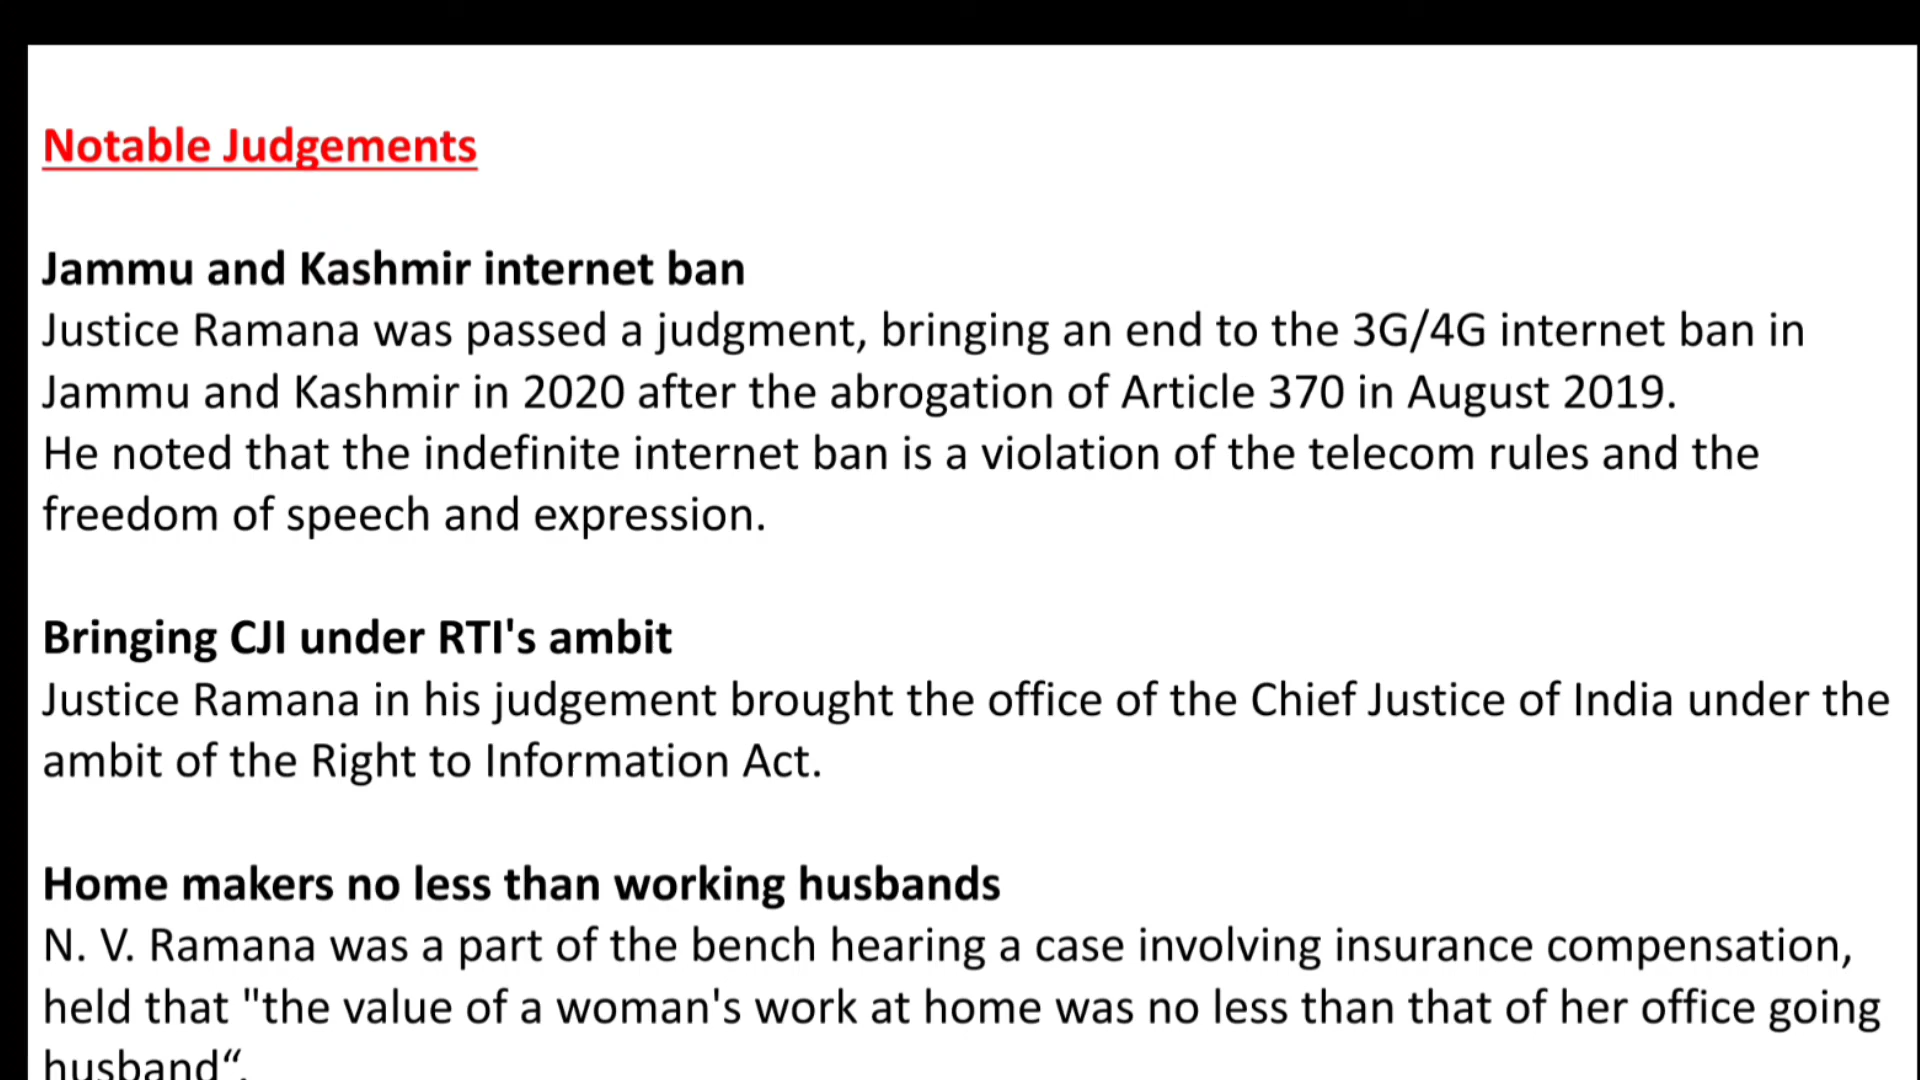 Notable Judgements
Jammu and Kashmir internet ban
Justice Ramana was passed a judgment, bringing an end to the 3G/4G internet ban in
Jammu and Kashmir in 2020 after the abrogation of Article 370 in August 2019.
He noted that the indefinite internet ban is a violation of the telecom rules and the
freedom of speech and expression.
Bringing CJI under RTI's ambit
Justice Ramana in his judgement brought the office of the Chief Justice of India under the
ambit of the Right to Information Act.
Home makers no less than working husbands
N. V. Ramana was a part of the bench hearing a case involving insurance compensation,
held that "the value of a woman's work at home was no less than that of her office going
husband“.